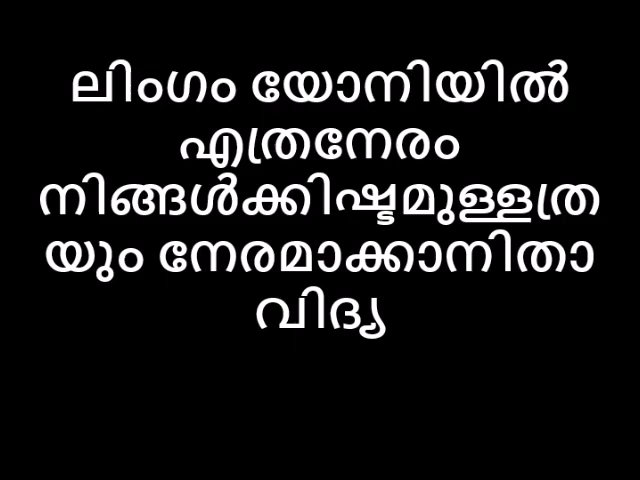 ലിംഗം യോനിയിൽ
എത്രനേരം
നിങ്ങൾക്കിഷ്ടമുള്ളത്ര
യും നേരമാക്കാനിതാ
വിദ്യ